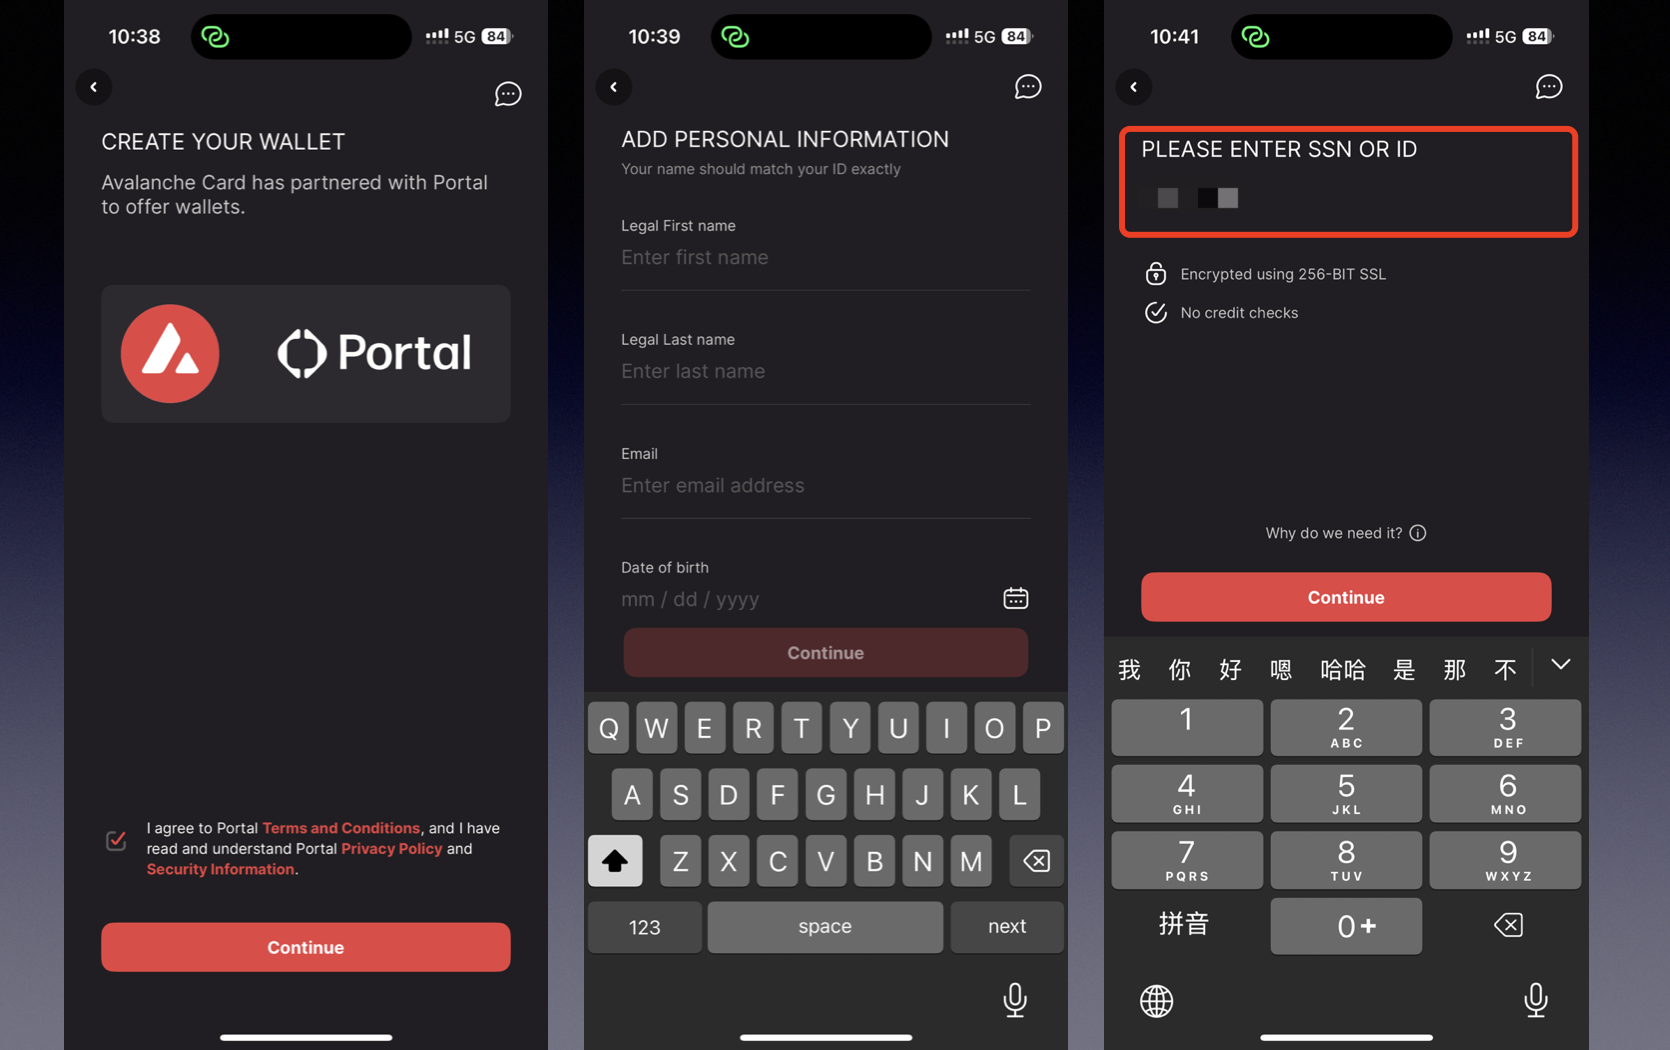 10:38
5G 84
CREATE YOUR WALLET
Avalanche Card has partnered with Portal
to offer wallets.
Portal
I agree to Portal Terms and Conditions, and I have
read and understand Portal Privacy Policy and
Security Information.
Continue
10:39
5G 84
ADD PERSONAL INFORMATION
Your name should match your ID exactly
Legal First name
Enter first name
Legal Last name
Enter last name
Email
Enter email address
Date of birth
mm / dd / yyyy
Continue
Q W E R T Y U I O P
A S D F G H J K L
Z X C V B N M
123 space next
10:41
5G 84
PLEASE ENTER SSN OR ID
Encrypted using 256-BIT SSL
No credit checks
Why do we need it?
Continue
我 你 好 嗯 哈哈 是 那 不
1 2 3
ABC DEF
4 5 6
GHI JKL MNO
7 8 9
PQRS TUV WXYZ
拼音 0+